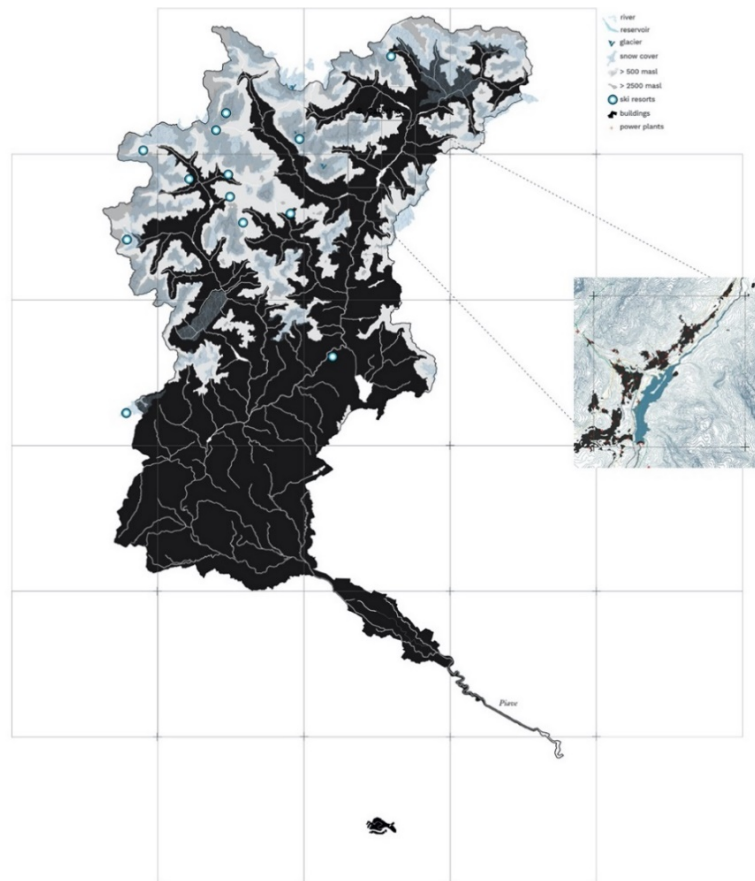 river
reservoir
glacier
snow cover
> 500 masl
> 2500 masl
ski resorts
buildings
power plants
Piave